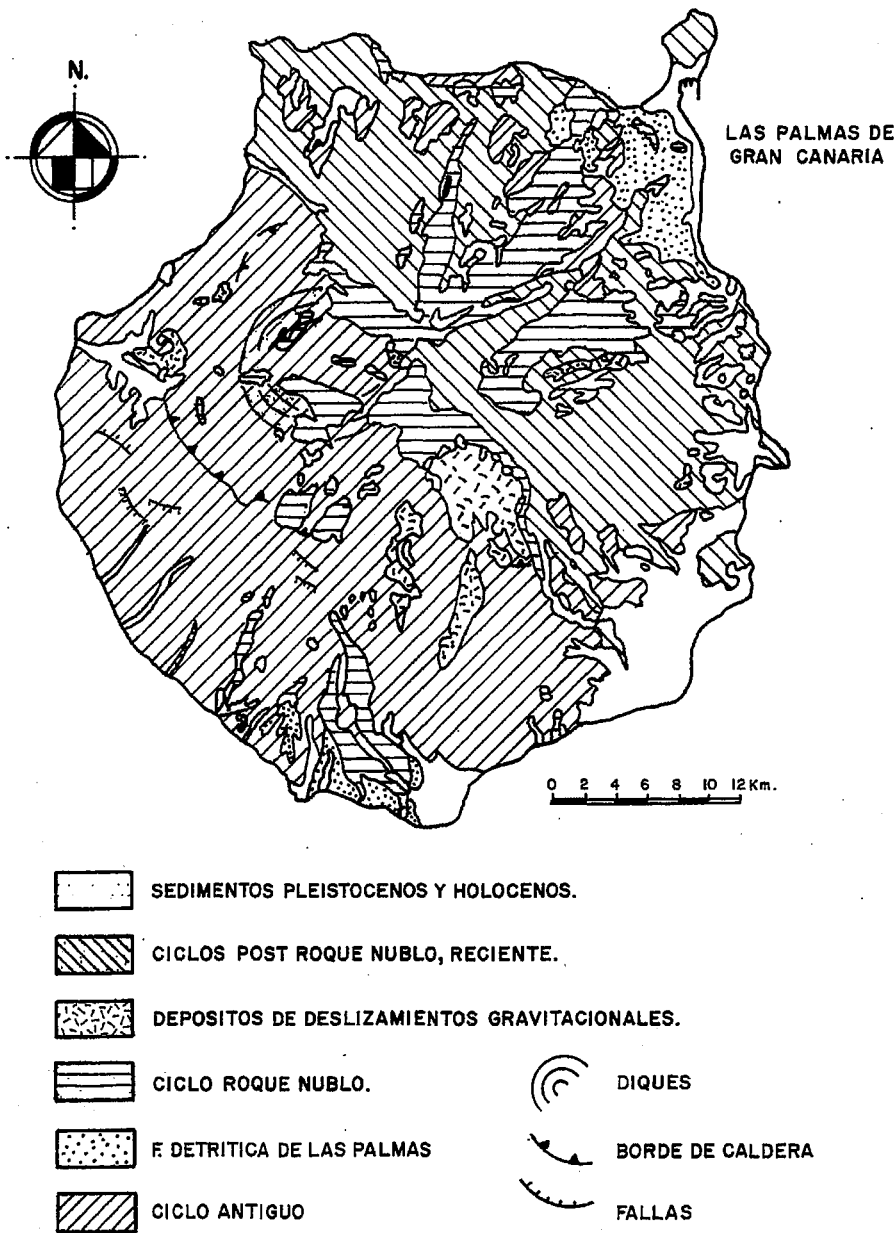 N.
LAS PALMAS DE
GRAN CANARIA
B
0 2 4 6 8 10 12 Km.
SEDIMENTOS PLEISTOCENOS Y HOLOCENOS.
CICLOS POST ROQUE NUBLO, RECIENTE.
DEPOSITOS DE DESLIZAMIENTOS GRAVITACIONALES.
CICLO ROQUE NUBLO.
DIQUES
F. DETRITICA DE LAS PALMAS
BORDE DE CALDERA
CICLO ANTIGUO
FALLAS